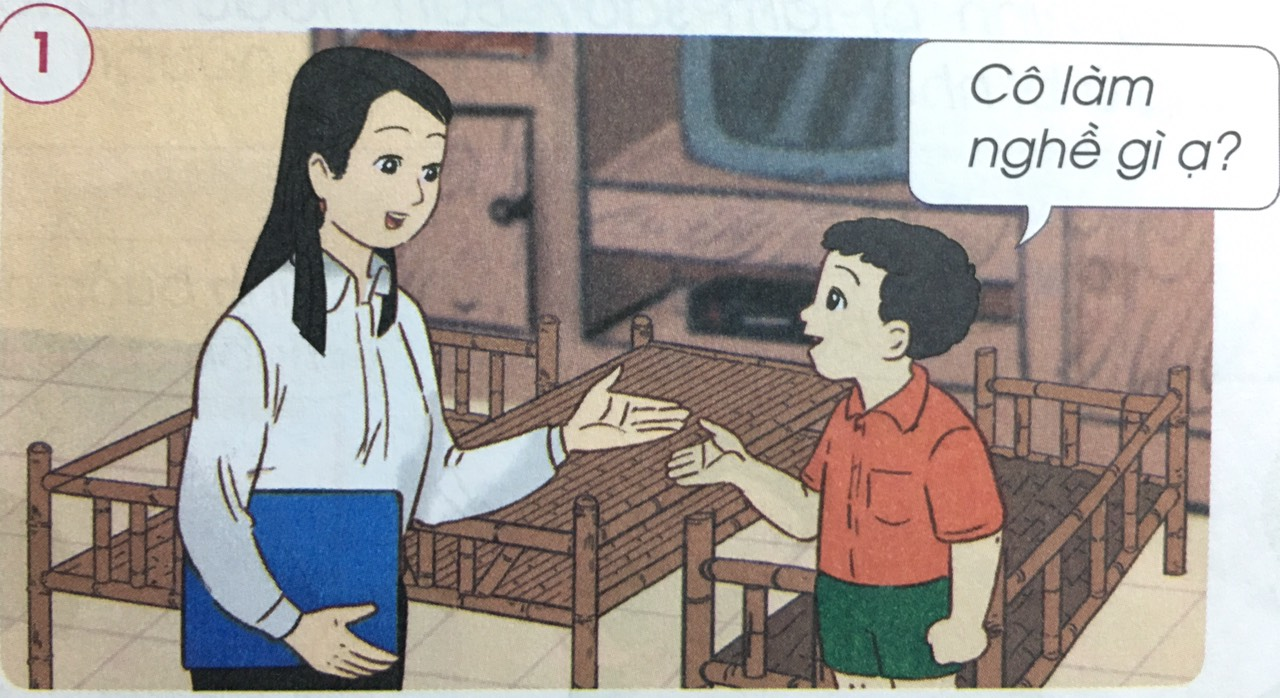 1
Cô làm
nghề gì ạ?